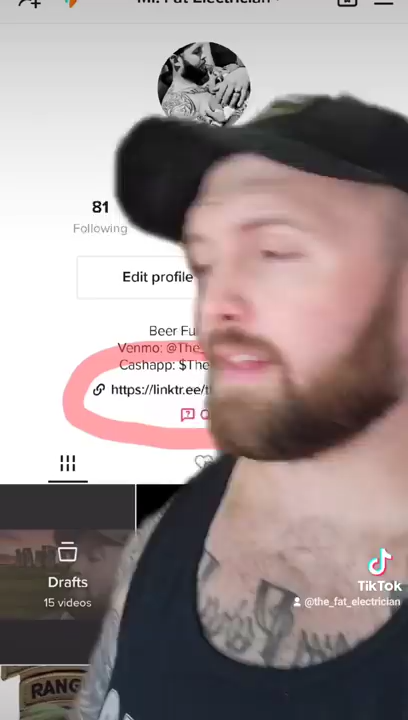 Mr. Fat Electrician
81
Following
Edit profile
Beer Fu
Venmo: @The_
Cashapp: $The
https://linktr.ee/t
Drafts
15 videos
TikTok
@the_fat_electrician
RANG